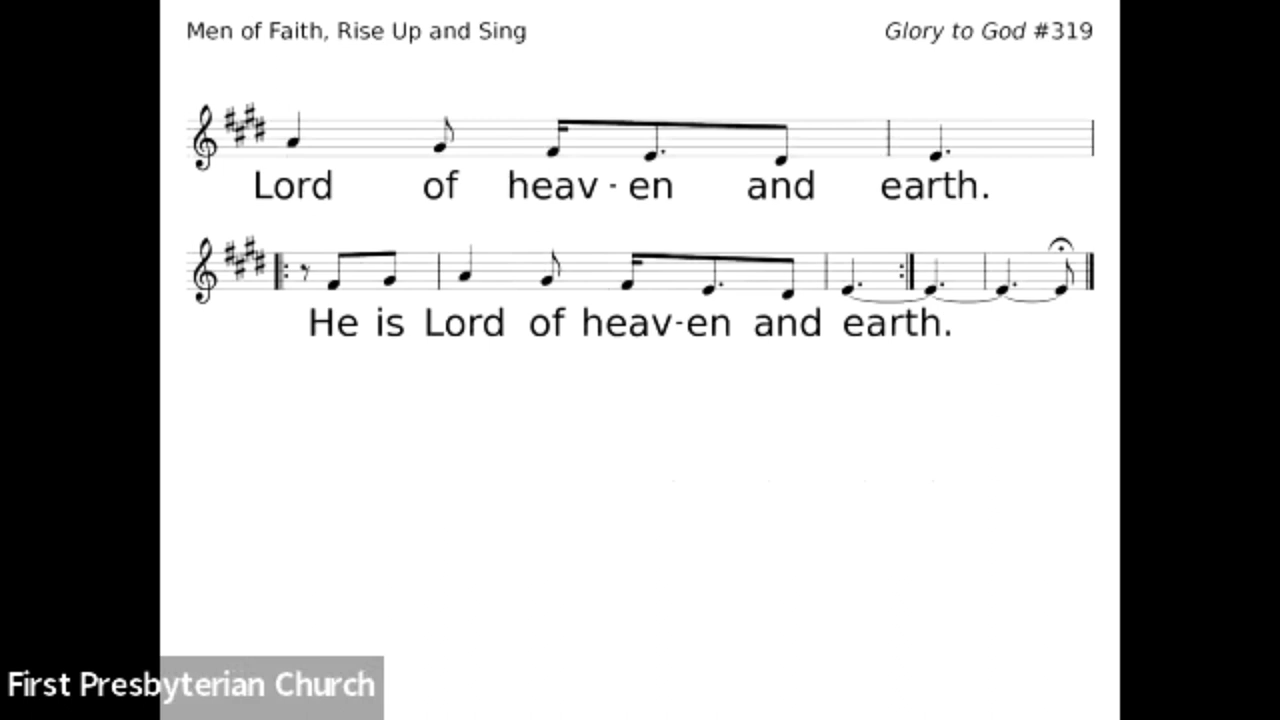 Men of Faith, Rise Up and Sing Glory to God #319
Lord of heav - en and earth.
He is Lord of heav-en and earth.
First Presbyterian Church